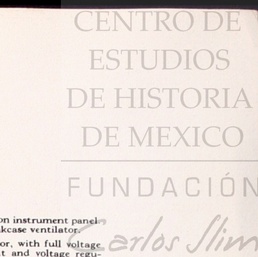 CENTRO DE
ESTUDIOS
DE HISTORIA
DE MEXICO
FUNDACIÓN
Carlos Slim
on instrument panel.
kcase ventilator.
or, with full voltage
t and voltage regu-